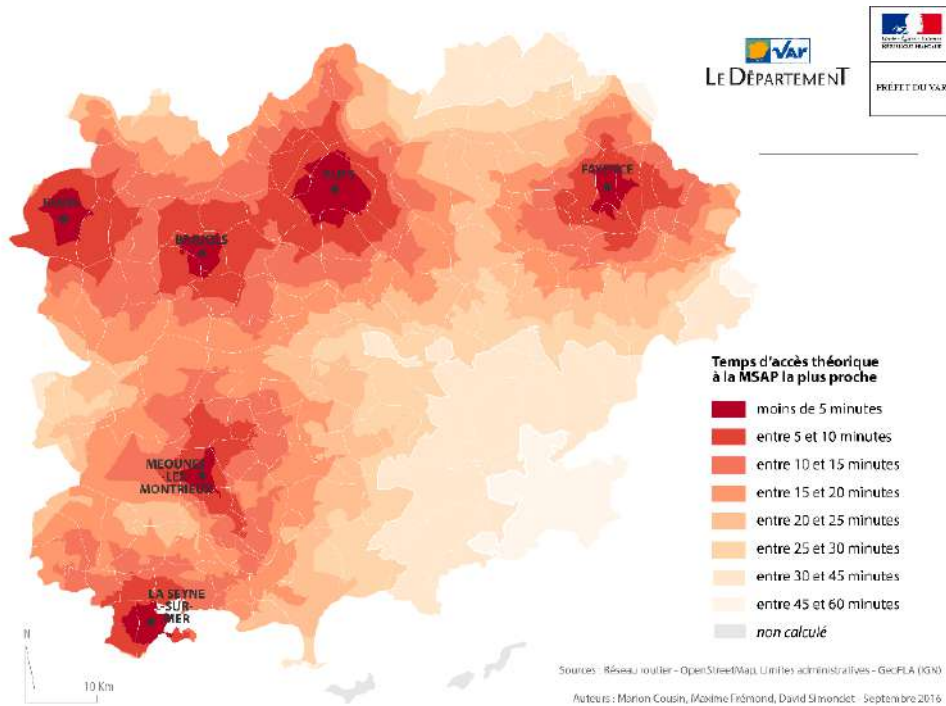 Var
LE DÉPARTEMENT
RÉPUBLIQUE FRANÇAISE
PRÉFET DU VAR
AUPS
FAYENCE
BARJOLS
MEOUNES
-LES
MONTRIEUX
LA SEYNE
-SUR-
MER
Temps d'accès théorique
à la MSAP la plus proche
moins de 5 minutes
entre 5 et 10 minutes
entre 10 et 15 minutes
entre 15 et 20 minutes
entre 20 et 25 minutes
entre 25 et 30 minutes
entre 30 et 45 minutes
entre 45 et 60 minutes
non calculé
N
10 Km
Sources : Réseau routier - OpenStreetMap, Limites administratives - GeoFLA (IGN)
Auteurs : Marion Cousin, Maxime Frémond, David Simondet - Septembre 2016